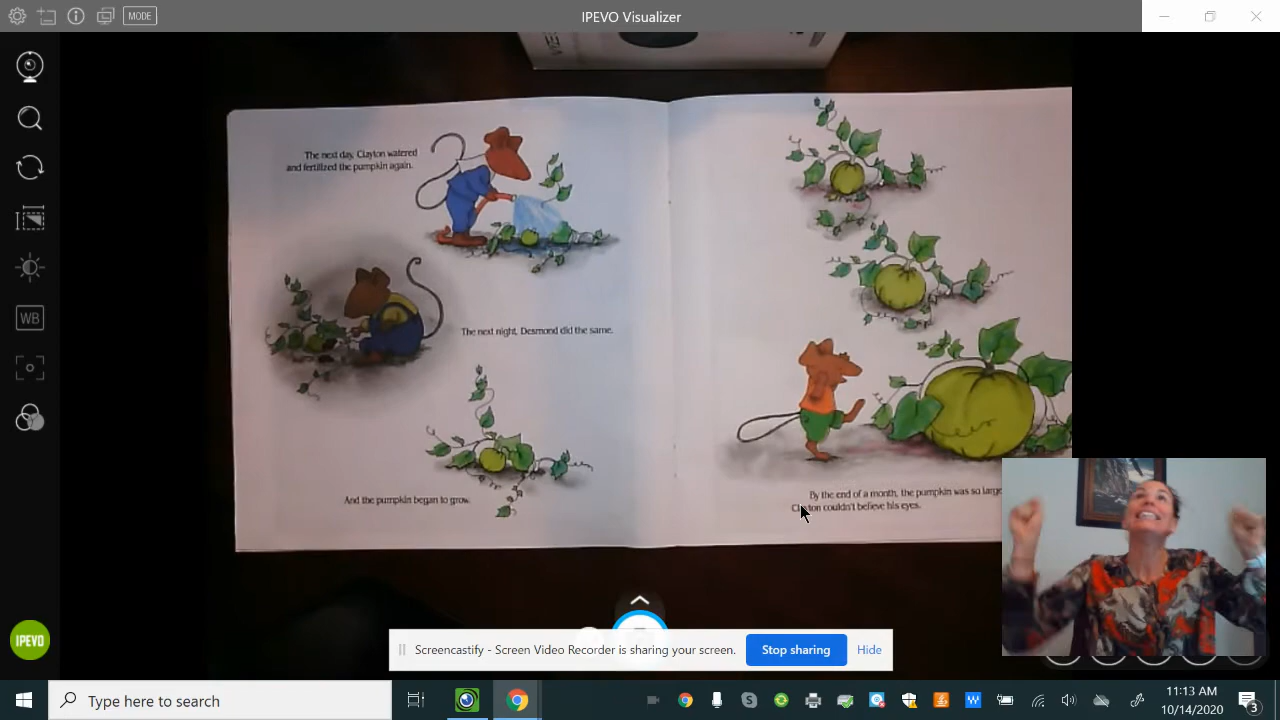 MODE
IPEVO Visualizer
WB
The next day, Clayton watered
and fertilized the pumpkin again.
The next night, Desmond did the same.
And the pumpkin began to grow.
By the end of a month, the pumpkin was so large
Clayton couldn't believe his eyes.
IPEVO
Screencastify - Screen Video Recorder is sharing your screen.
Stop sharing
Hide
Type here to search
11:13 AM
10/14/2020
3